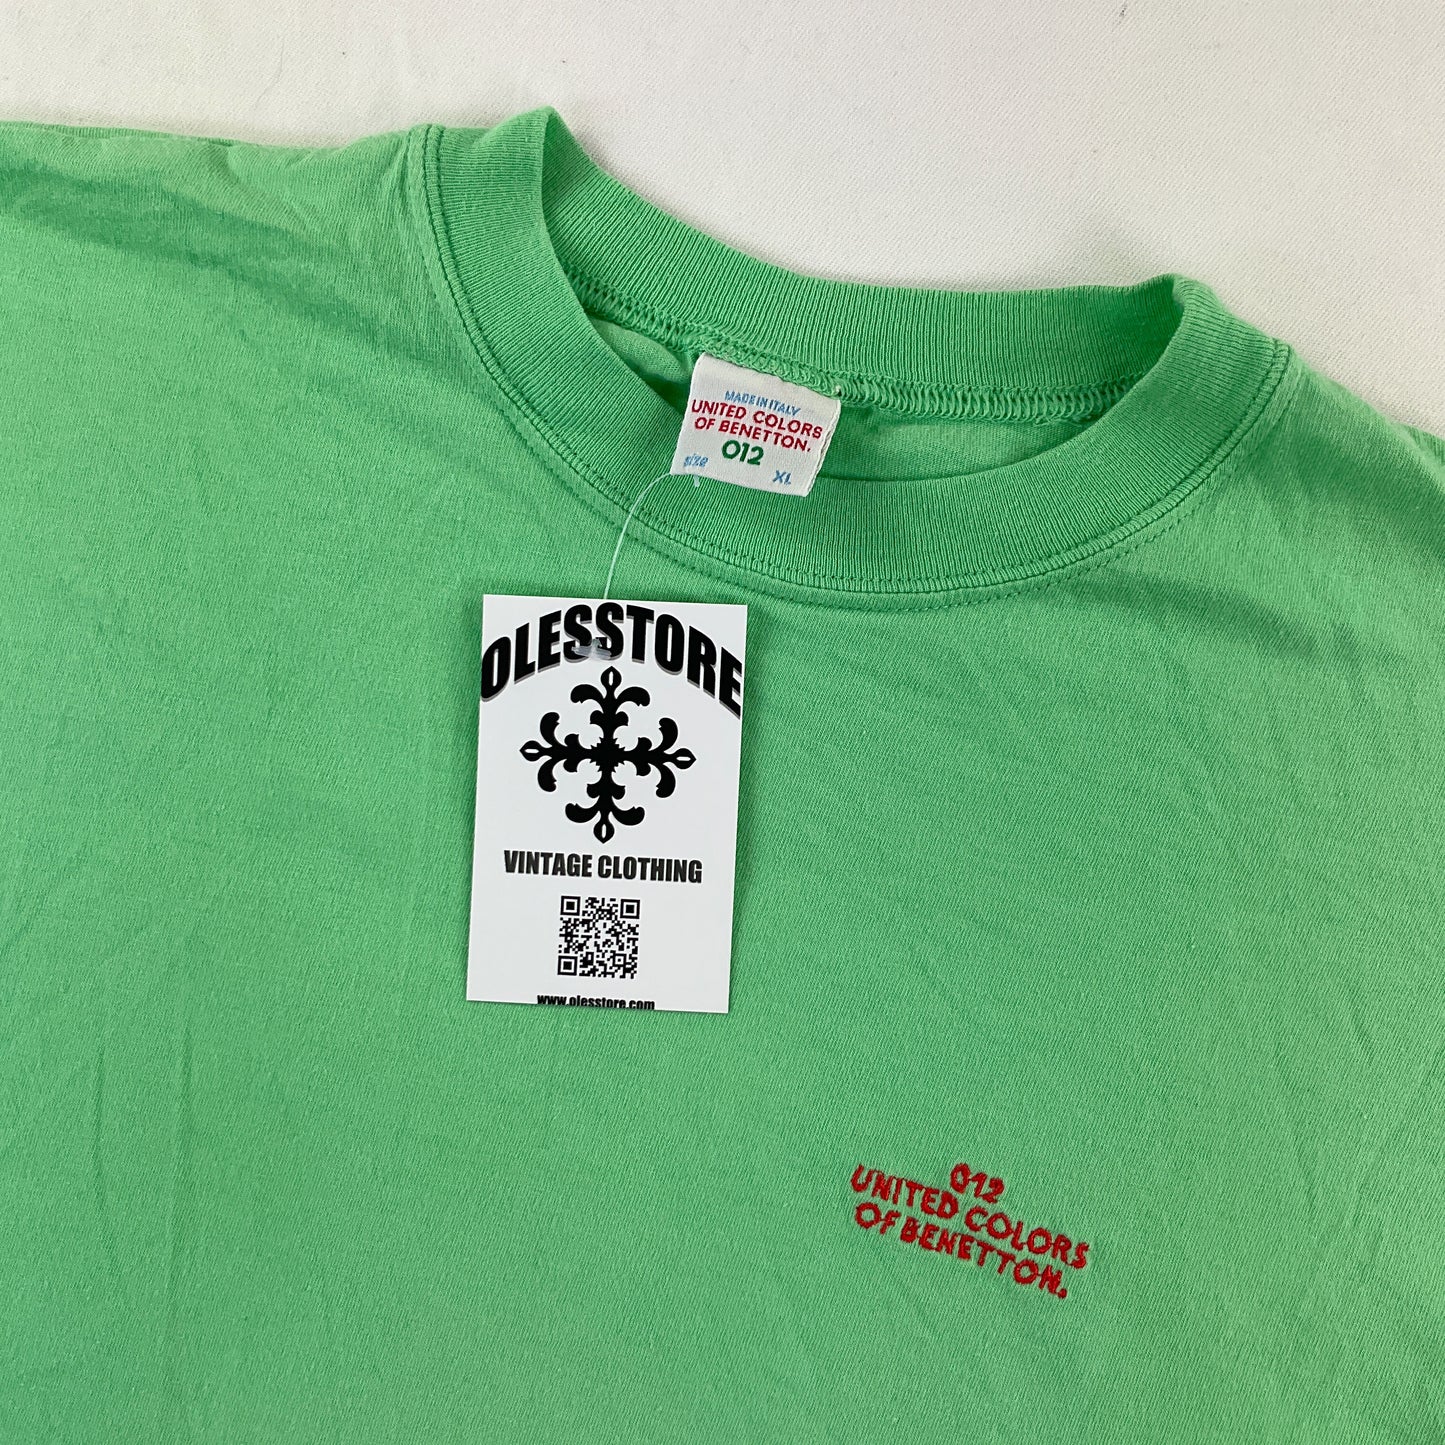 MADE IN ITALY
UNITED COLORS
OF BENETTON.
012
size XL
OLESSTORE
VINTAGE CLOTHING
www.olesstore.com
012
UNITED COLORS
OF BENETTON.